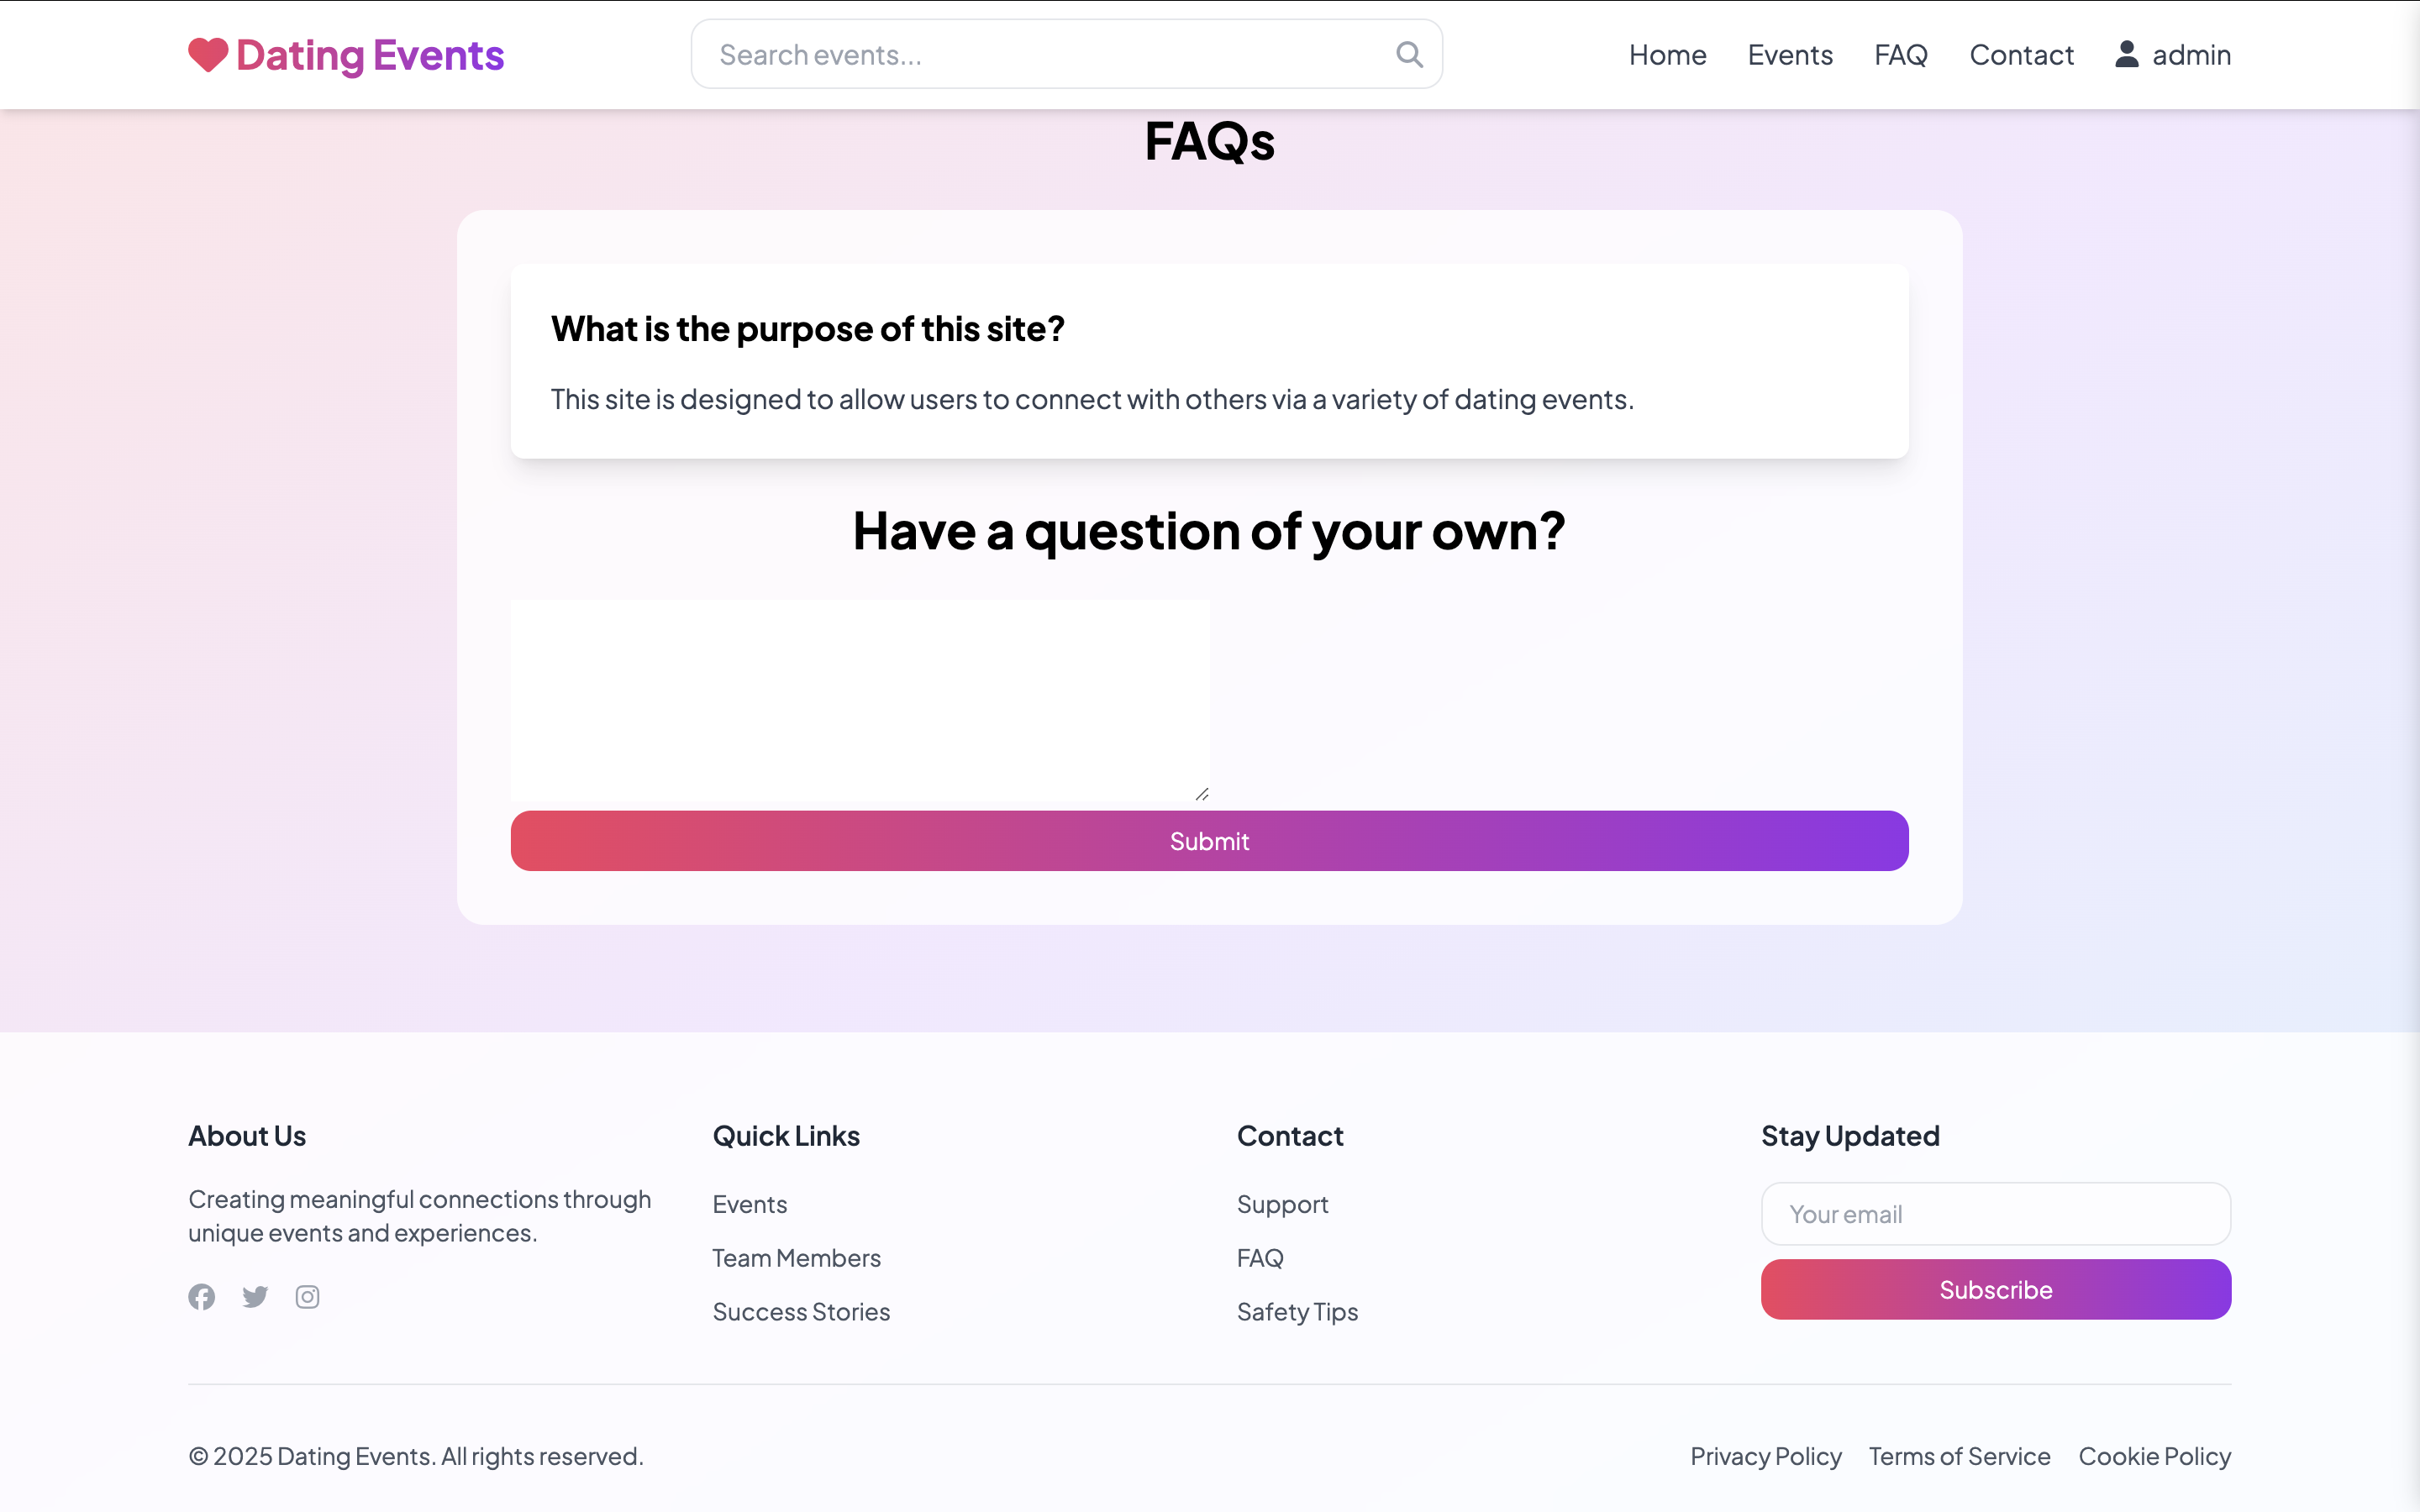 Dating Events
Search events...
Home
Events
FAQ
Contact
admin
FAQs
What is the purpose of this site?
This site is designed to allow users to connect with others via a variety of dating events.
Have a question of your own?
Submit
About Us
Creating meaningful connections through
unique events and experiences.
Quick Links
Events
Team Members
Success Stories
Contact
Support
FAQ
Safety Tips
Stay Updated
Your email
Subscribe
© 2025 Dating Events. All rights reserved.
Privacy Policy
Terms of Service
Cookie Policy